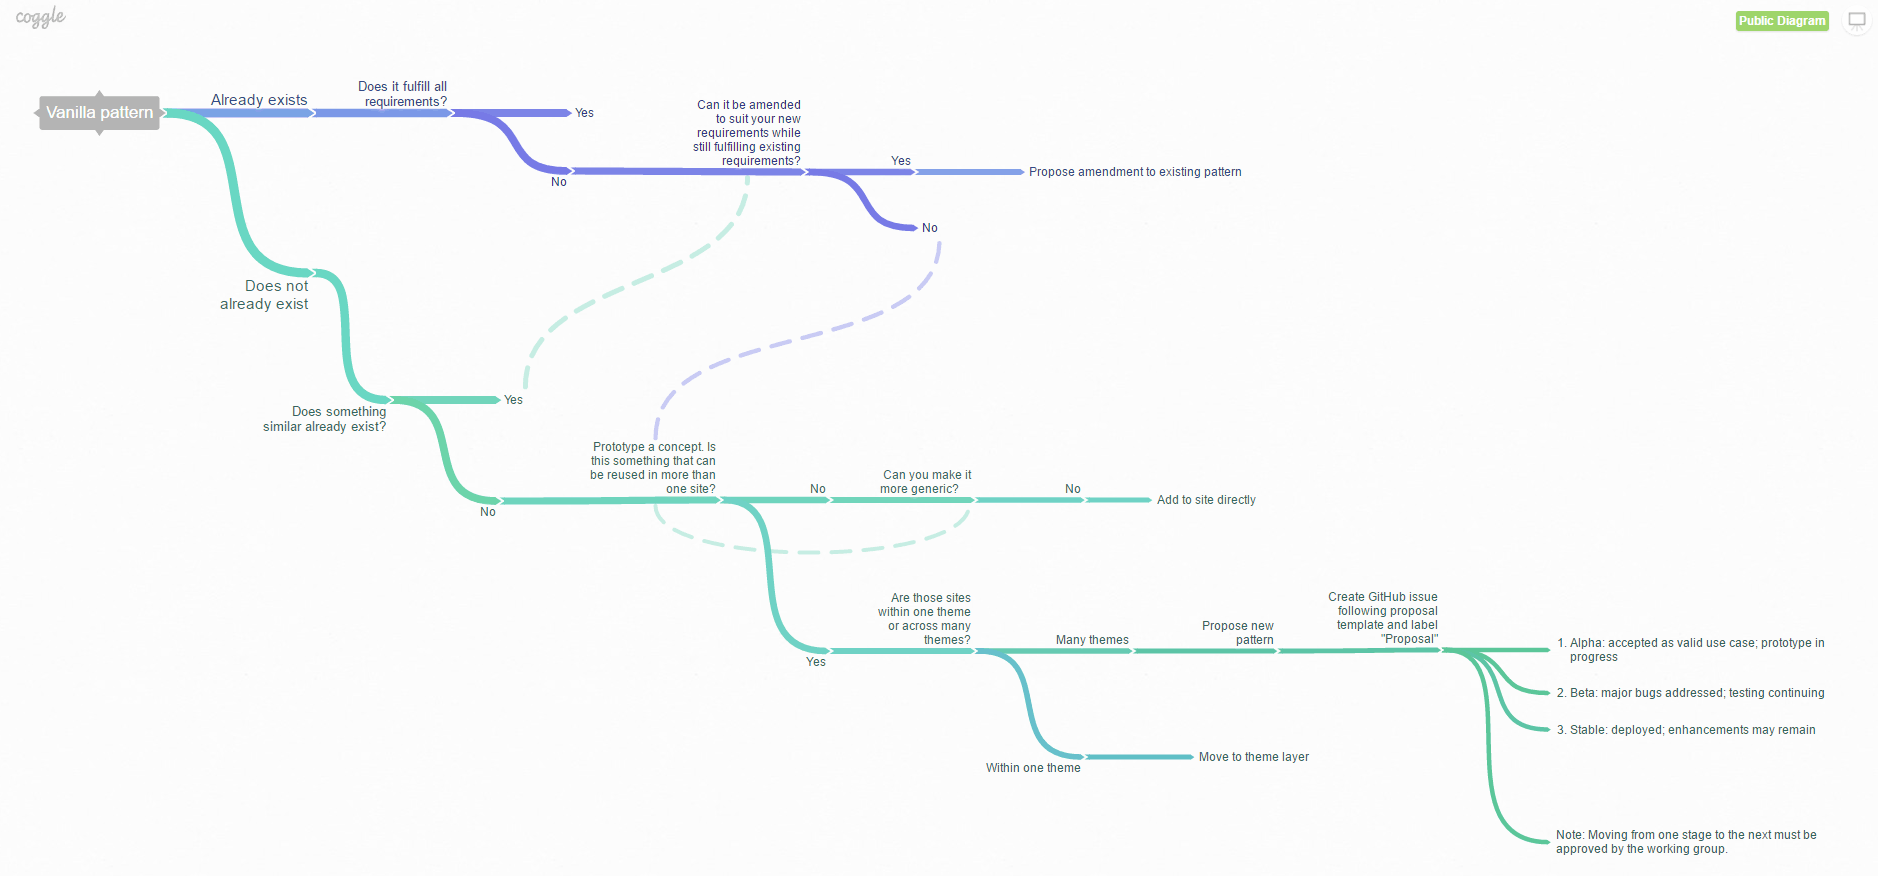 coggle
Public Diagram
Vanilla pattern
Already exists
Does it fulfill all
requirements?
Yes
No
Can it be amended
to suit your new
requirements while
still fulfilling existing
requirements?
Yes
Propose amendment to existing pattern
No
Does not
already exist
Does something
similar already exist?
Yes
No
Prototype a concept. Is
this something that can
be reused in more than
one site?
No
Can you make it
more generic?
No
Add to site directly
Yes
Are those sites
within one theme
or across many
themes?
Many themes
Propose new
pattern
Create GitHub issue
following proposal
template and label
"Proposal"
1. Alpha: accepted as valid use case; prototype in
progress
2. Beta: major bugs addressed; testing continuing
3. Stable: deployed; enhancements may remain
Within one theme
Move to theme layer
Note: Moving from one stage to the next must be
approved by the working group.